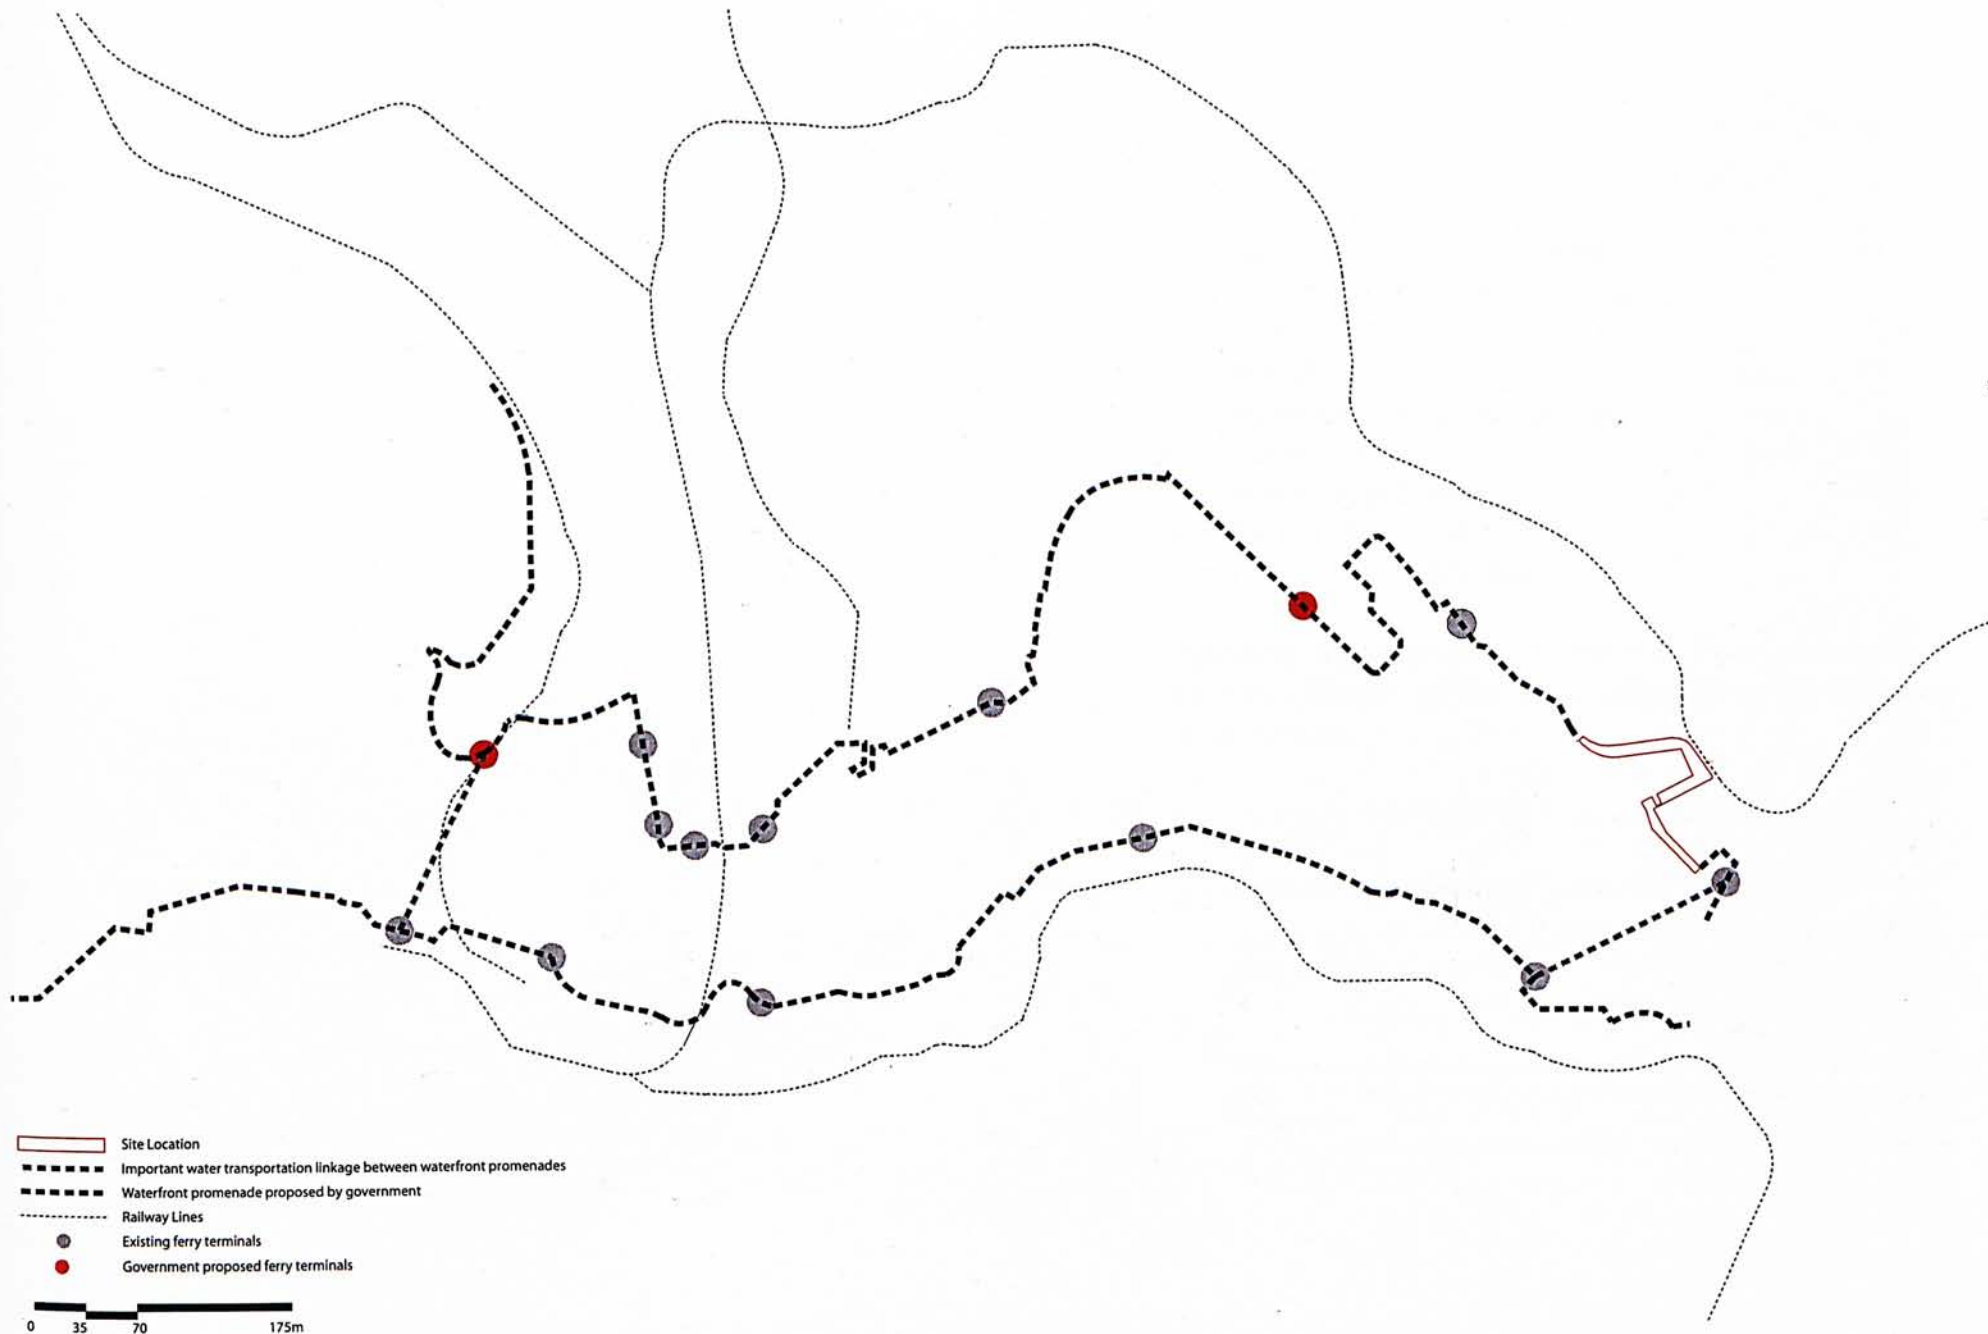 Site Location
Important water transportation linkage between waterfront promenades
Waterfront promenade proposed by government
Railway Lines
Existing ferry terminals
Government proposed ferry terminals
0 35 70 175m